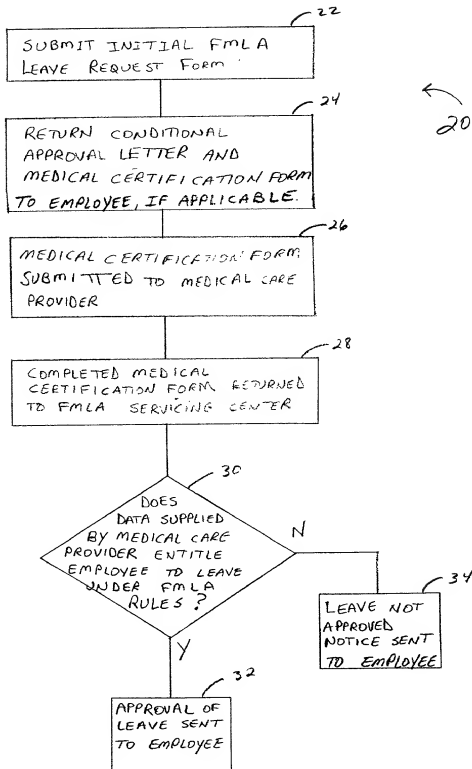 22
SUBMIT INITIAL FMLA
LEAVE REQUEST FORM
24
20
RETURN CONDITIONAL
APPROVAL LETTER AND
MEDICAL CERTIFICATION FORM
TO EMPLOYEE, IF APPLICABLE.
26
MEDICAL CERTIFICATION FORM
SUBMITTED TO MEDICAL CARE
PROVIDER
28
COMPLETED MEDICAL
CERTIFICATION FORM RETURNED
TO FMLA SERVICING CENTER
30
DOES
DATA SUPPLIED
BY MEDICAL CARE
PROVIDER ENTITLE
EMPLOYEE TO LEAVE
UNDER FMLA
RULES?
N
34
LEAVE NOT
APPROVED
NOTICE SENT
TO EMPLOYEE
Y
32
APPROVAL OF
LEAVE SENT
TO EMPLOYEE